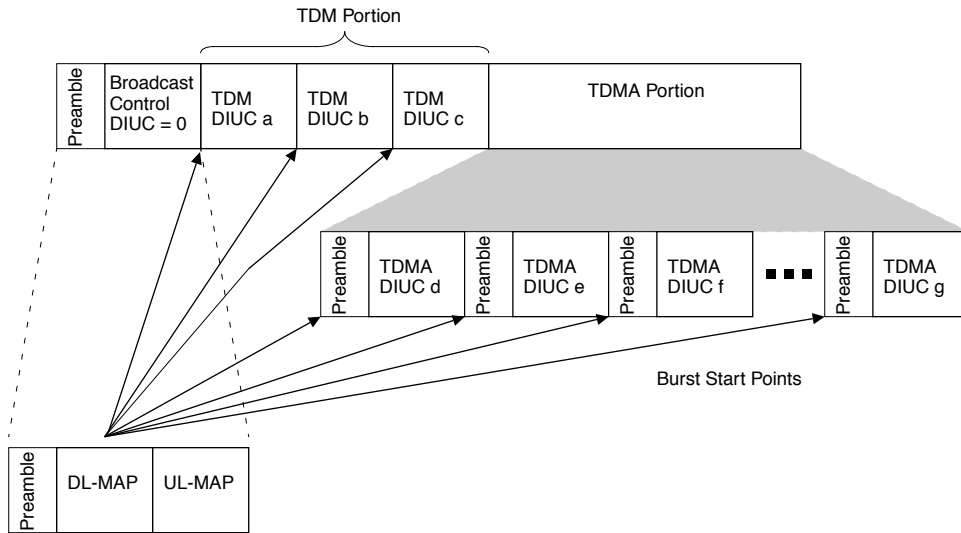 TDM Portion
Preamble
Broadcast
Control
DIUC = 0
TDM
DIUC a
TDM
DIUC b
TDM
DIUC c
TDMA Portion
Preamble
TDMA
DIUC d
Preamble
TDMA
DIUC e
Preamble
TDMA
DIUC f
Preamble
TDMA
DIUC g
Burst Start Points
Preamble
DL-MAP
UL-MAP